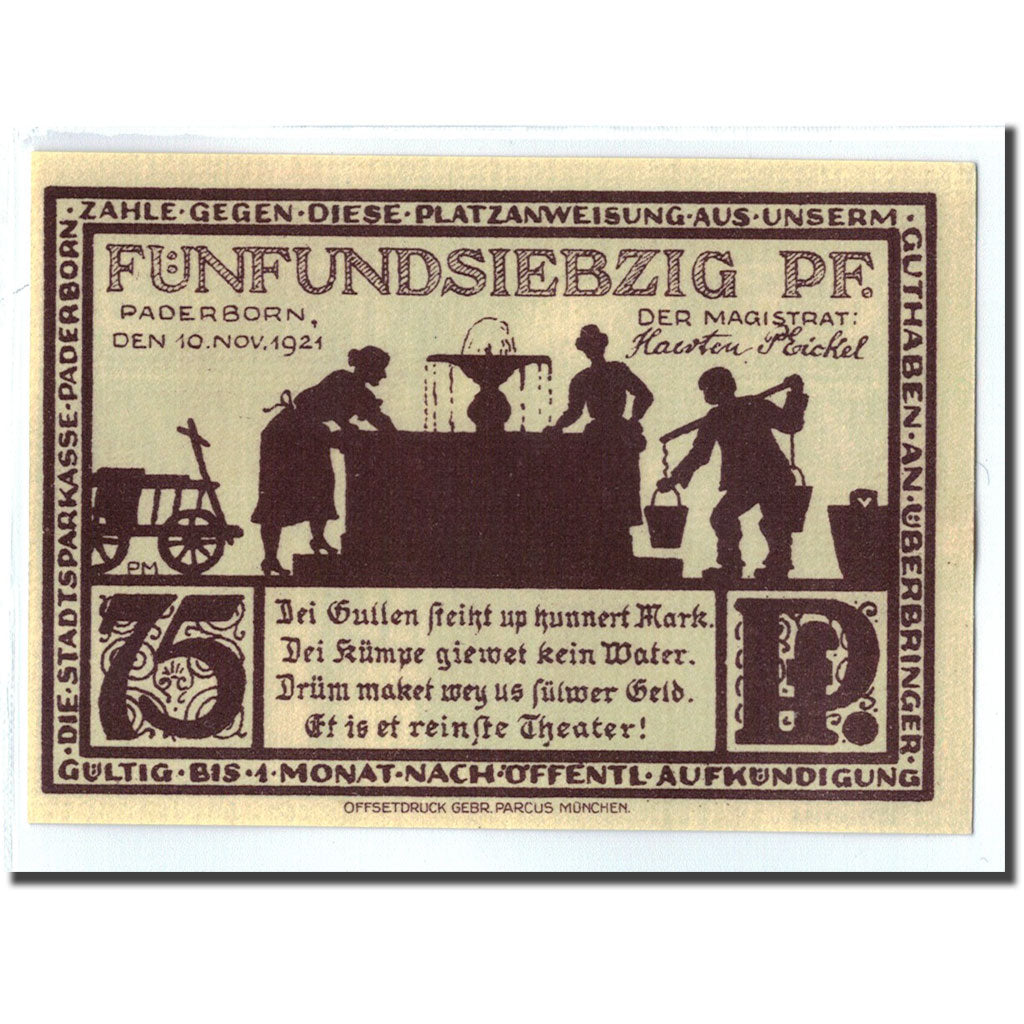 DIE·STADTSPARKASSE·PADERBORN
·ZAHLE·GEGEN·DIESE·PLATZANWEISUNG·AUS·UNSERM·
GUTHABEN·AN·ÜBERBRINGER·
FÜNFUNDSIEBZIG PF.
PADERBORN,
DEN 10.NOV.1921
DER MAGISTRAT:
PM
75
Dei Gullen steiht up hunnert Mark.
Dei Kümpe giewet kein Water.
Drüm maket wey us sülwer Geld.
Et is et reinste Theater!
P.
GÜLTIG·BIS·1·MONAT·NACH·ÖFFENTL·AUFKÜNDIGUNG
OFFSETDRUCK GEBR. PARCUS MÜNCHEN.